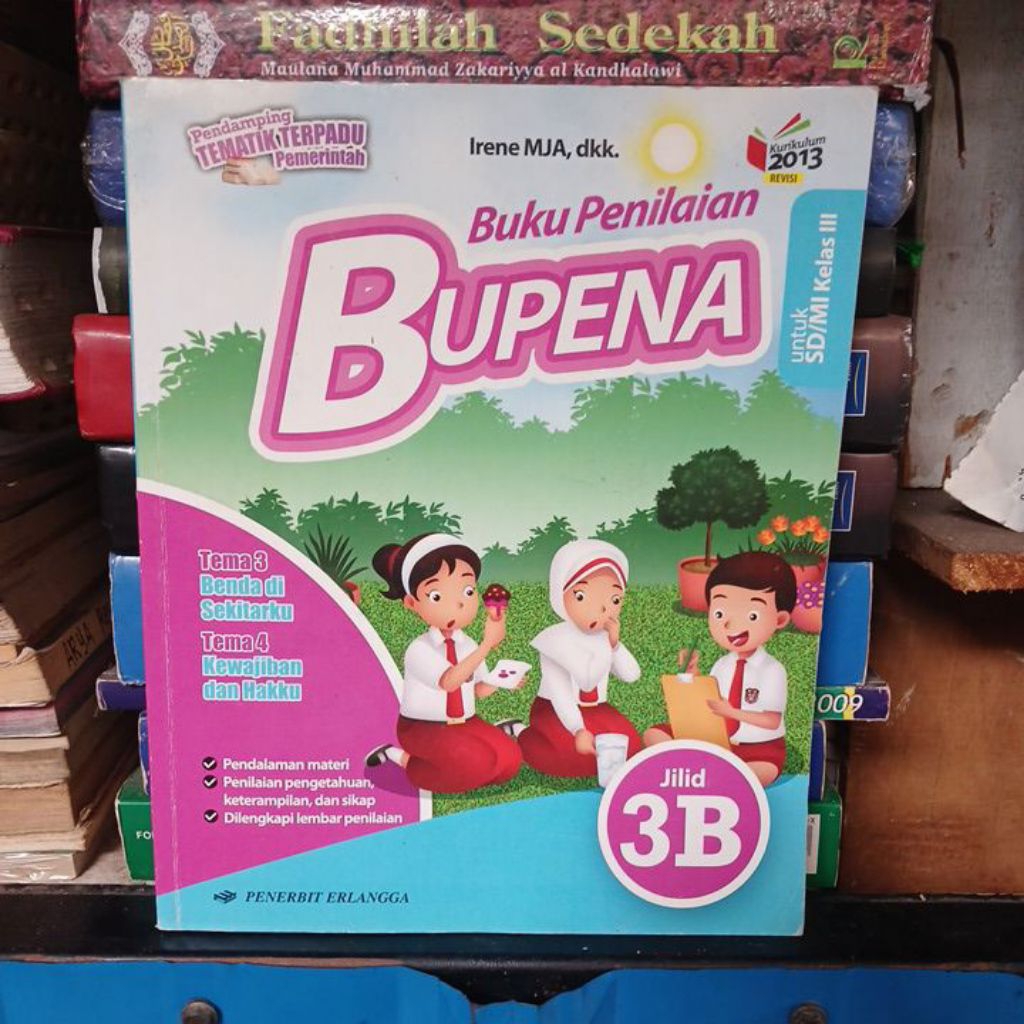 Fadhilah Sedekah
Maulana Muhammad Zakariyya al Kandhalawi
Pendamping
TEMATIK TERPADU
Pemerintah
Irene MJA, dkk.
Kurikulum
2013
REVISI
Buku Penilaian
BUPENA
untuk
SD/MI Kelas III
Tema 3
Benda di
Sekitarku
Tema 4
Kewajiban
dan Hakku
Pendalaman materi
Penilaian pengetahuan,
keterampilan, dan sikap
Dilengkapi lembar penilaian
Jilid
3B
PENERBIT ERLANGGA
009